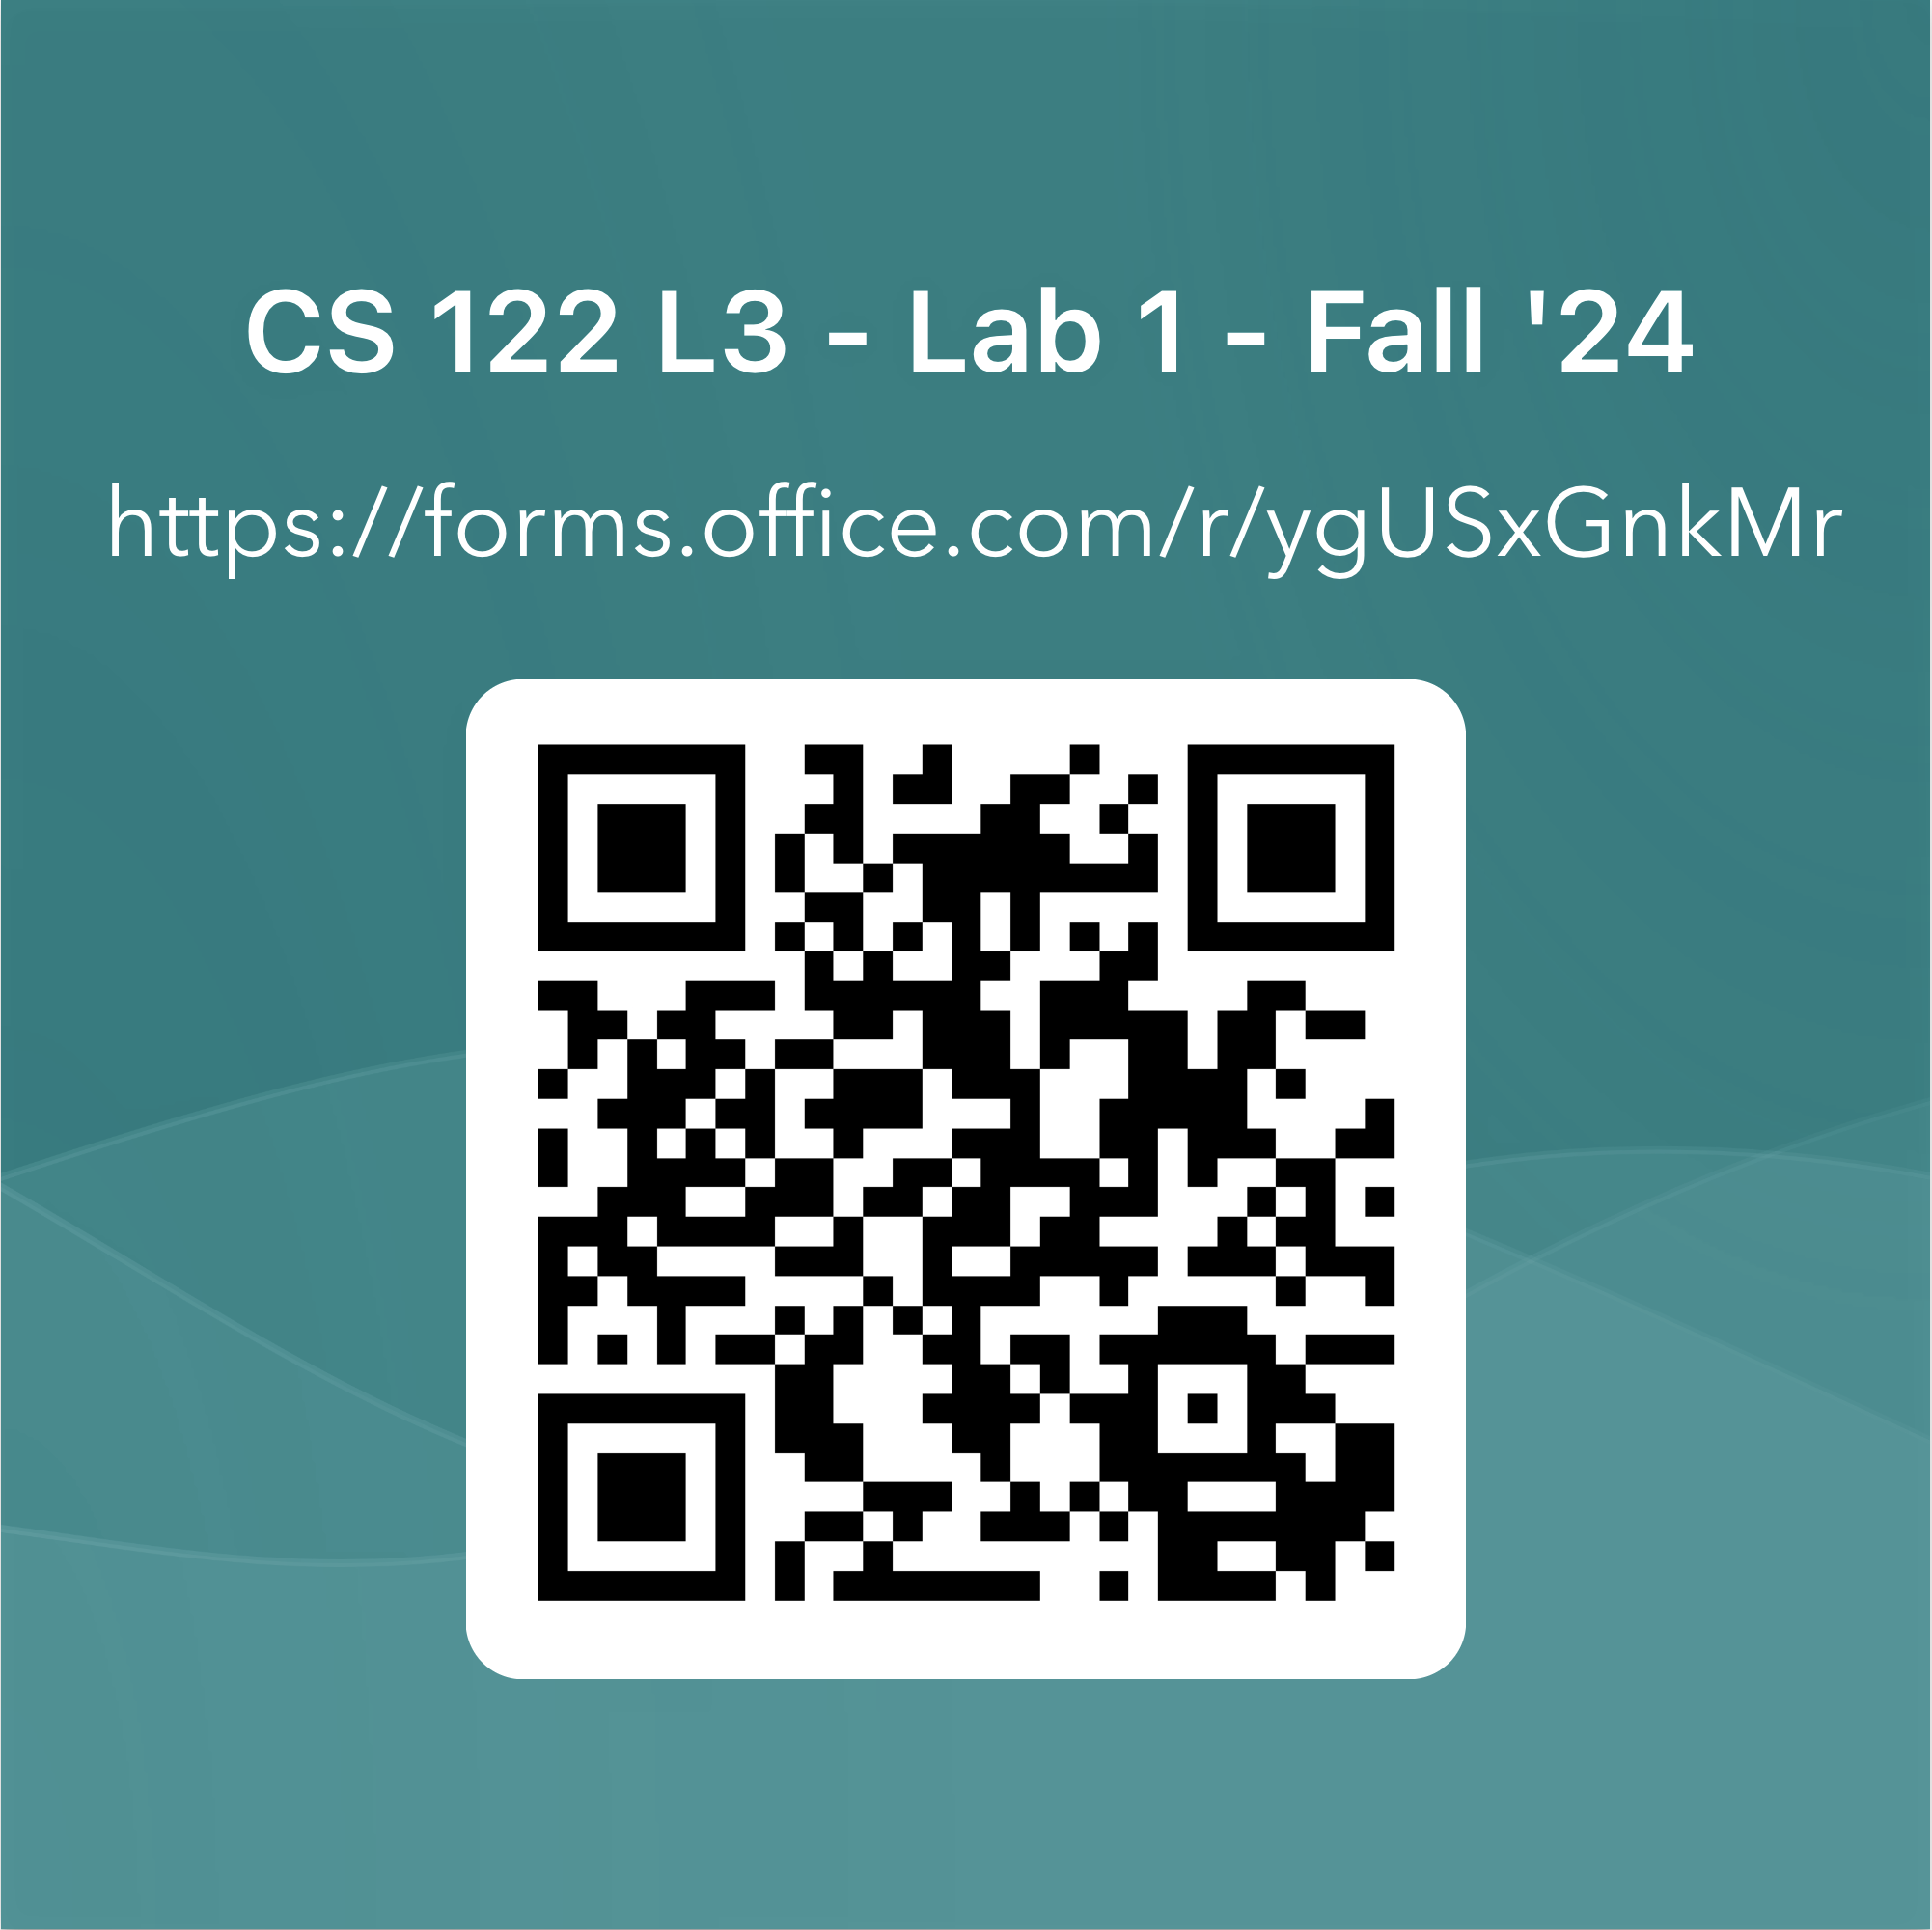 CS 122 L3 - Lab 1 - Fall '24
https://forms.office.com/r/ygUSxGnkMr